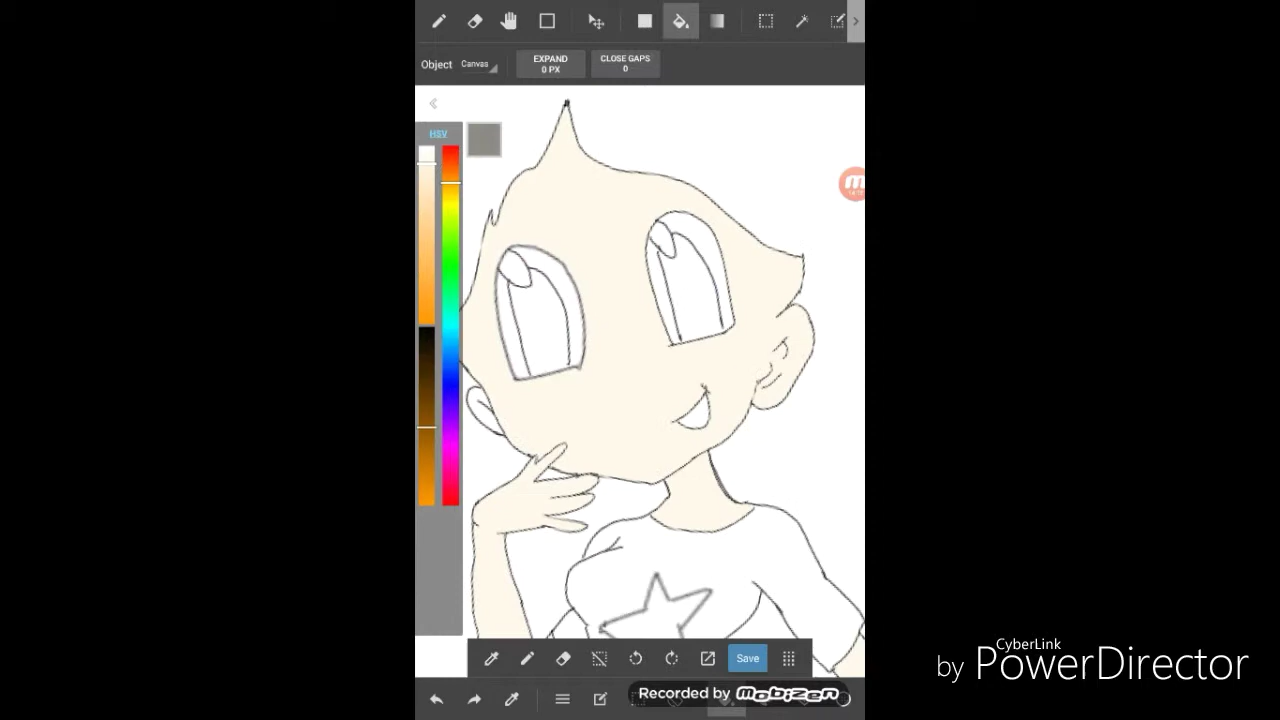 Object
Canvas
EXPAND
0 PX
CLOSE GAPS
0
HSV
Save
Recorded by mobizen
CyberLink
by PowerDirector